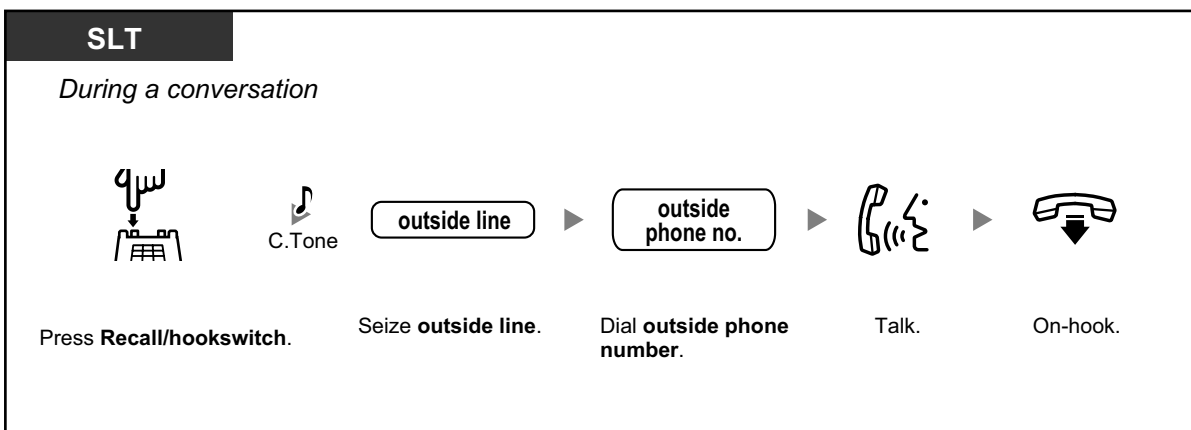 SLT
During a conversation
C.Tone
outside line
outside
phone no.
Press Recall/hookswitch.
Seize outside line.
Dial outside phone
number.
Talk.
On-hook.